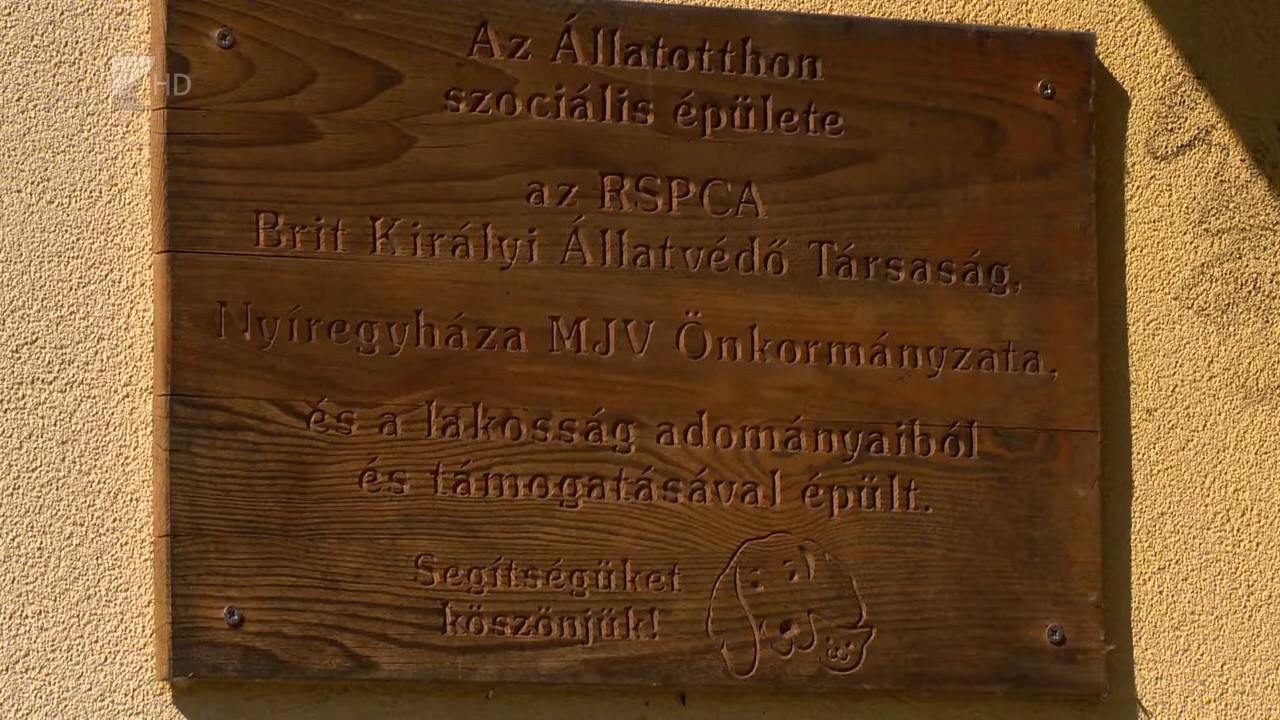 HD
Az Állatotthon
szociális épülete
az RSPCA
Brit Királyi Állatvédő Társaság,
Nyíregyháza MJV Önkormányzata,
és a lakosság adományaiból
és támogatásával épült.
Segítségüket
köszönjük!